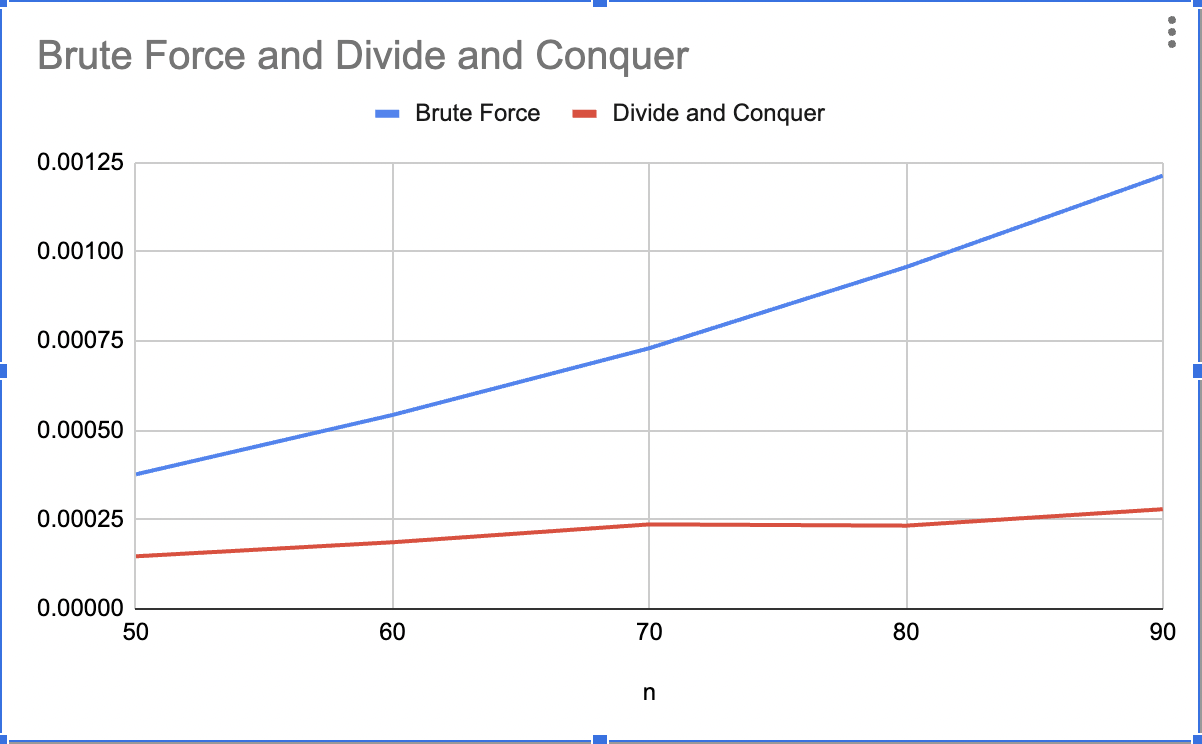 Brute Force and Divide and Conquer
Brute Force Divide and Conquer
0.00125
0.00100
0.00075
0.00050
0.00025
0.00000
50 60 70 80 90
n